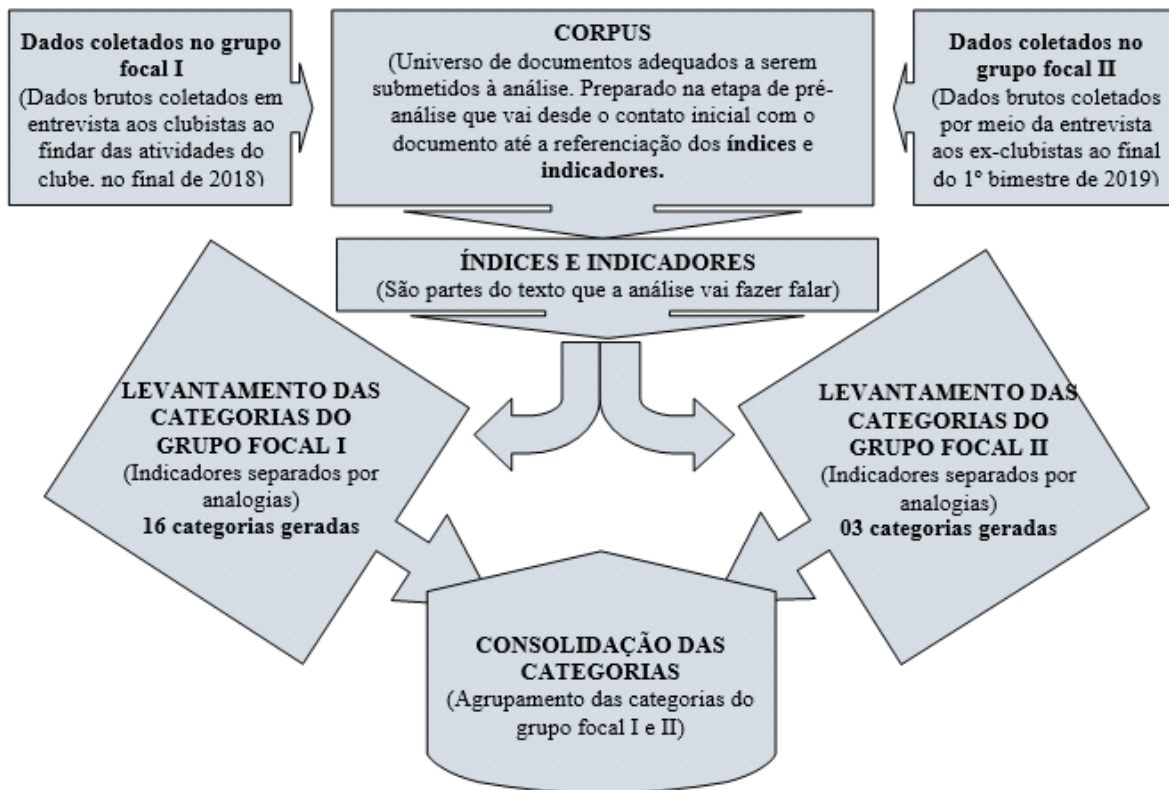 Dados coletados no grupo
focal I
(Dados brutos coletados em
entrevista aos clubistas ao
findar das atividades do
clube. no final de 2018)
CORPUS
(Universo de documentos adequados a serem
submetidos à análise. Preparado na etapa de pré-
análise que vai desde o contato inicial com o
documento até a referenciação dos índices e
indicadores.
Dados coletados no
grupo focal II
(Dados brutos coletados
por meio da entrevista
aos ex-clubistas ao final
do 1º bimestre de 2019)
ÍNDICES E INDICADORES
(São partes do texto que a análise vai fazer falar)
LEVANTAMENTO DAS
CATEGORIAS DO
GRUPO FOCAL I
(Indicadores separados por
analogias)
16 categorias geradas
LEVANTAMENTO DAS
CATEGORIAS DO
GRUPO FOCAL II
(Indicadores separados por
analogias)
03 categorias geradas
CONSOLIDAÇÃO DAS
CATEGORIAS
(Agrupamento das categorias do
grupo focal I e II)